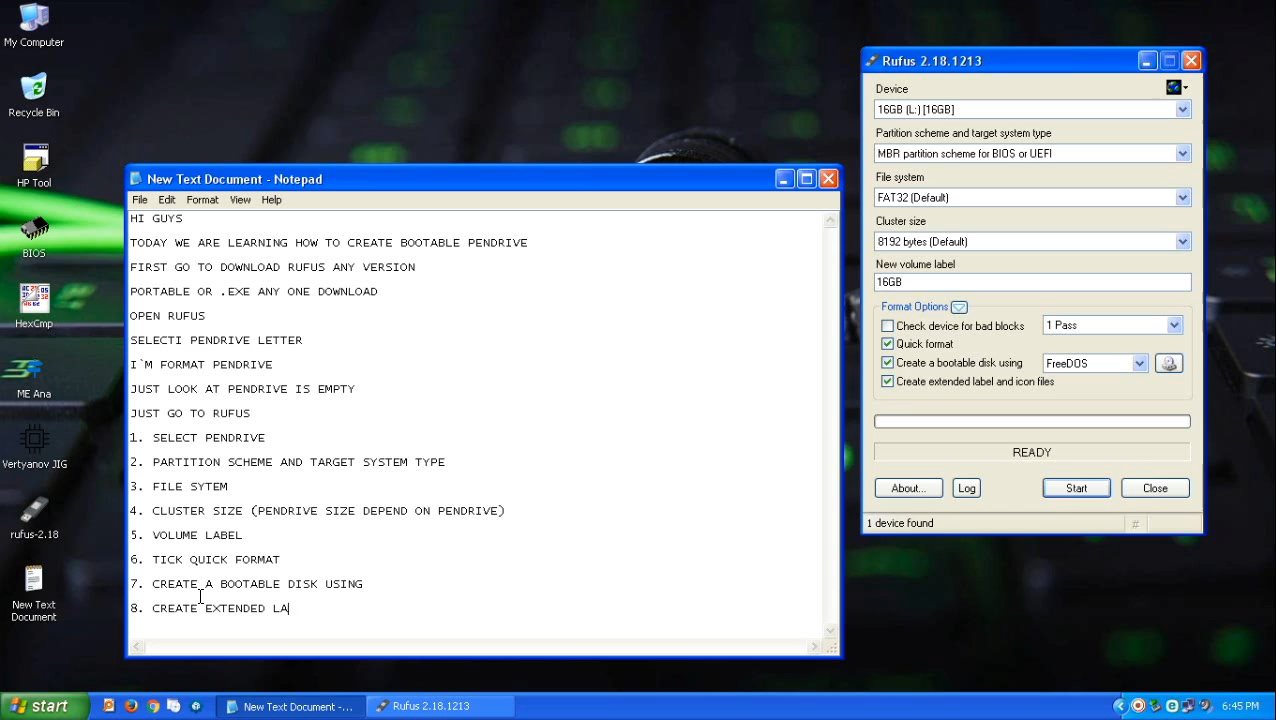 My Computer
Recycle Bin
HP Tool
BIOS
HexCmp
ME Ana
Vertyanov JIG
rufus-2.18
New Text
Document
New Text Document - Notepad
File Edit Format View Help
HI GUYS
TODAY WE ARE LEARNING HOW TO CREATE BOOTABLE PENDRIVE
FIRST GO TO DOWNLOAD RUFUS ANY VERSION
PORTABLE OR .EXE ANY ONE DOWNLOAD
OPEN RUFUS
SELECTI PENDRIVE LETTER
I`M FORMAT PENDRIVE
JUST LOOK AT PENDRIVE IS EMPTY
JUST GO TO RUFUS
1. SELECT PENDRIVE
2. PARTITION SCHEME AND TARGET SYSTEM TYPE
3. FILE SYTEM
4. CLUSTER SIZE (PENDRIVE SIZE DEPEND ON PENDRIVE)
5. VOLUME LABEL
6. TICK QUICK FORMAT
7. CREATE A BOOTABLE DISK USING
8. CREATE EXTENDED LA
Rufus 2.18.1213
Device
16GB (L:) [16GB]
Partition scheme and target system type
MBR partition scheme for BIOS or UEFI
File system
FAT32 (Default)
Cluster size
8192 bytes (Default)
New volume label
16GB
Format Options
Check device for bad blocks 1 Pass
Quick format
Create a bootable disk using FreeDOS
Create extended label and icon files
READY
About... Log Start Close
1 device found #
start New Text Document -... Rufus 2.18.1213 6:45 PM